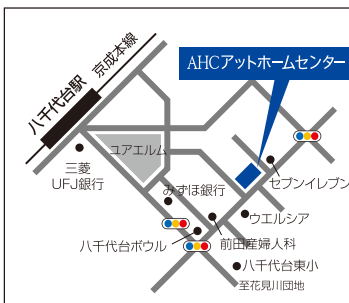 京成本線
八千代台駅
AHCアットホームセンター
ユアエルム
三菱
UFJ銀行
みずほ銀行
セブンイレブン
ウエルシア
前田産婦人科
八千代台ボウル
八千代台東小
至花見川団地